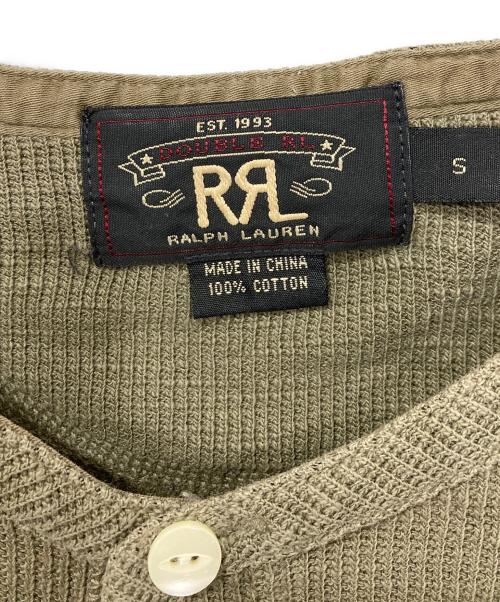 EST. 1993
DOUBLE RL
RRL
RALPH LAUREN
MADE IN CHINA
100% COTTON
S